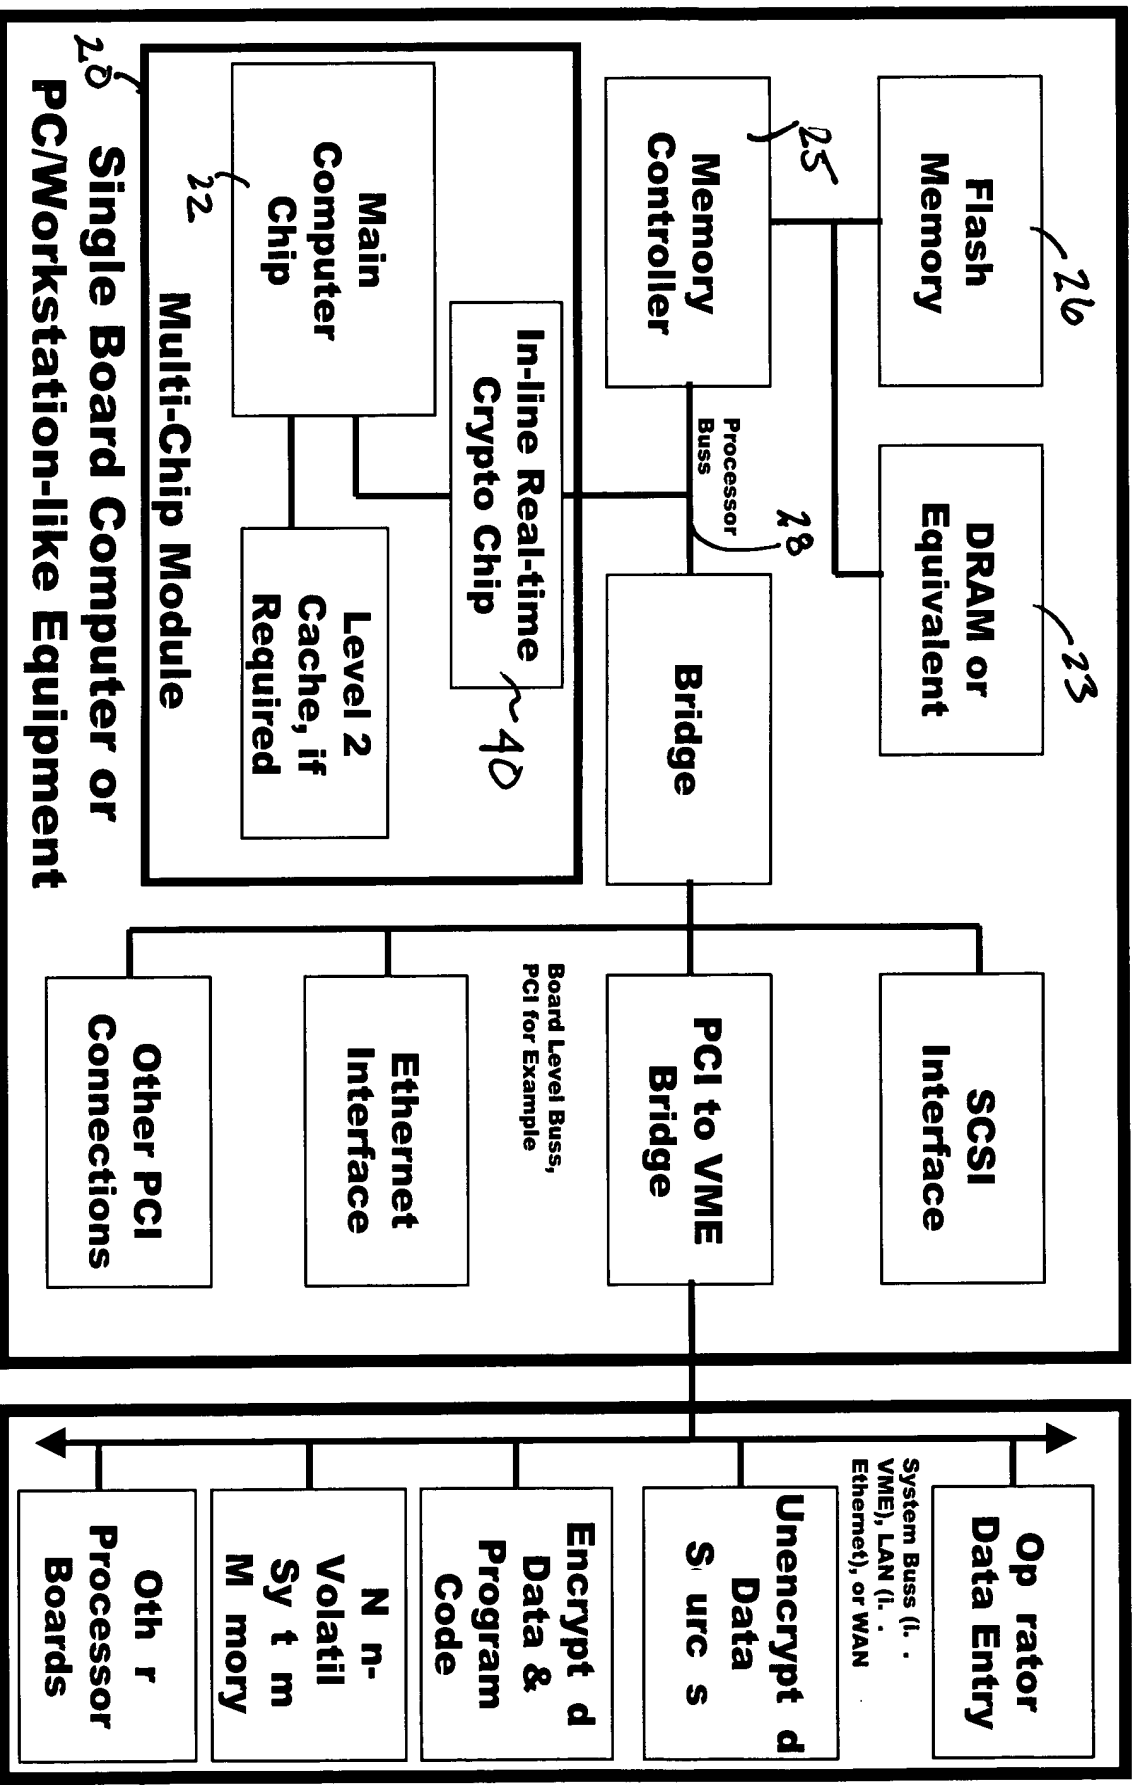 Flash
Memory
26
DRAM or
Equivalent
23
25
Memory
Controller
Processor
Buss
28
Bridge
In-line Real-time
Crypto Chip
40
Main
Computer
Chip
22
Level 2
Cache, if
Required
Multi-Chip Module
20
Single Board Computer or
PC/Workstation-like Equipment
SCSI
Interface
PCI to VME
Bridge
Board Level Buss,
PCI for Example
Ethernet
Interface
Other PCI
Connections
Op rator
Data Entry
System Buss (i. .
VME), LAN (i. .
Ethernet), or WAN
Unencrypt d
Data
S urc s
Encrypt d
Data &
Program
Code
N n-
Volatil
Sy t m
M mory
Oth r
Processor
Boards